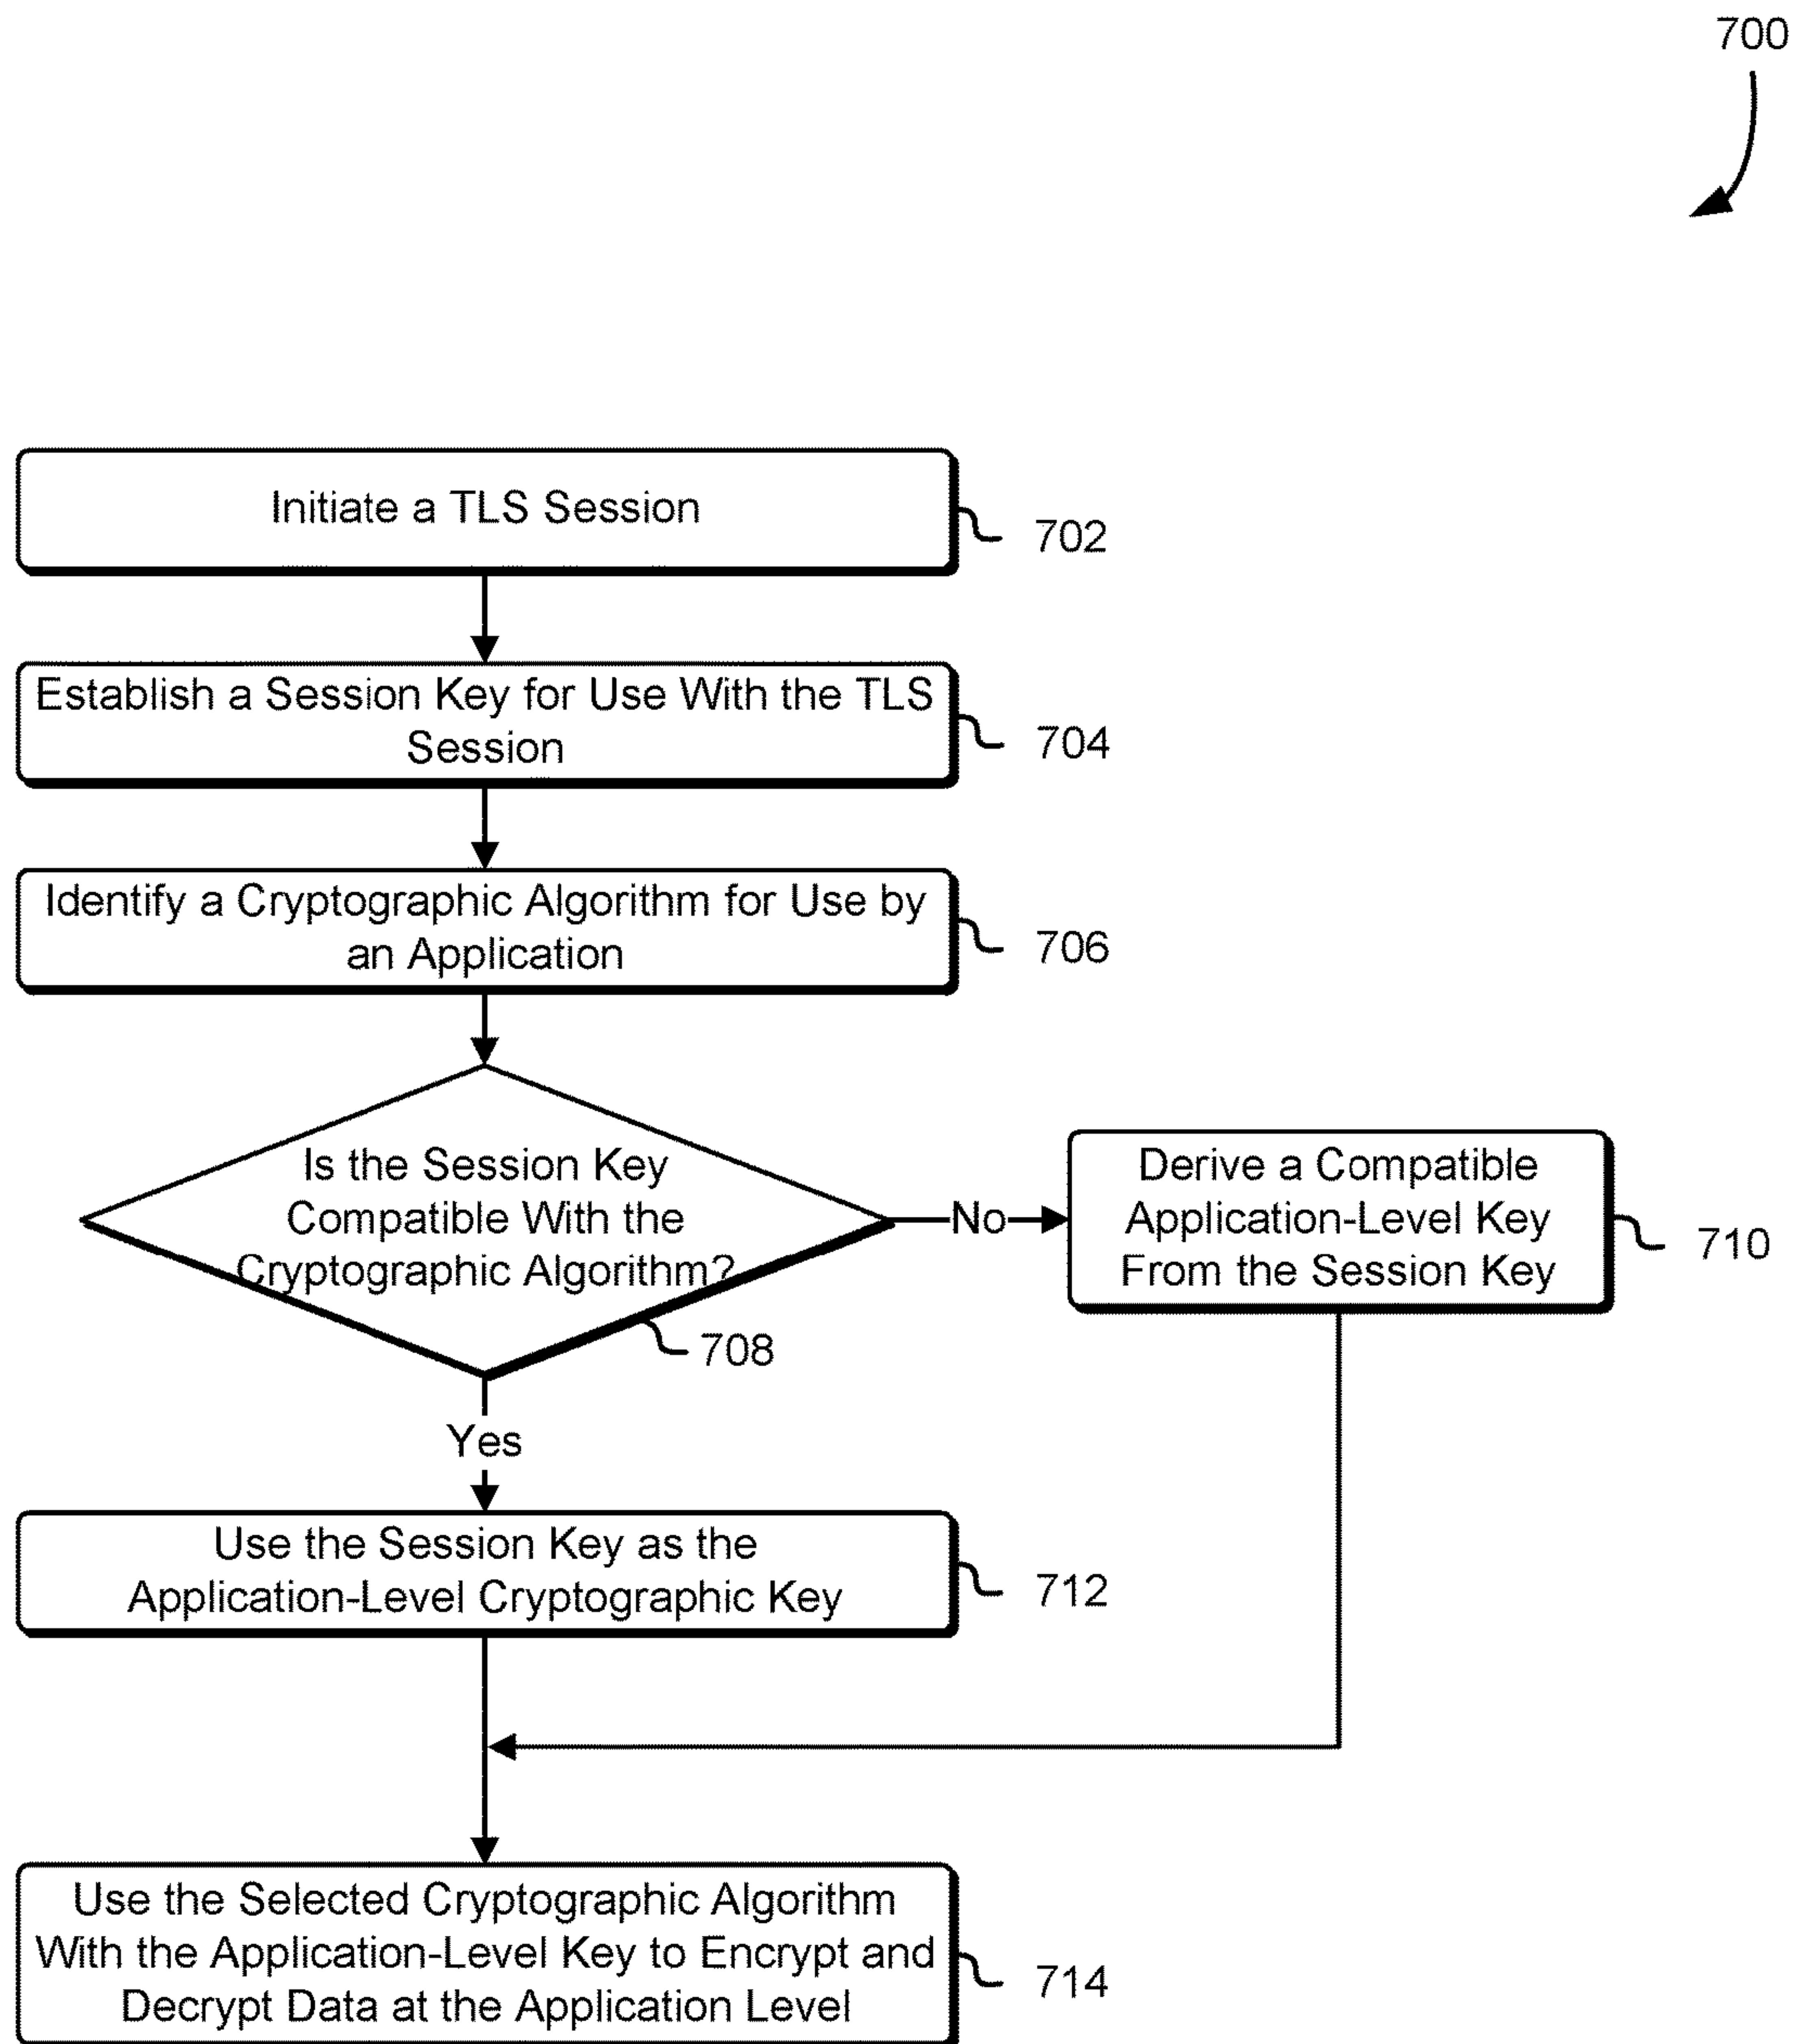 700
Initiate a TLS Session
702
Establish a Session Key for Use With the TLS
Session
704
Identify a Cryptographic Algorithm for Use by
an Application
706
Is the Session Key
Compatible With the
Cryptographic Algorithm?
708
No
Derive a Compatible
Application-Level Key
From the Session Key
710
Yes
Use the Session Key as the
Application-Level Cryptographic Key
712
Use the Selected Cryptographic Algorithm
With the Application-Level Key to Encrypt and
Decrypt Data at the Application Level
714